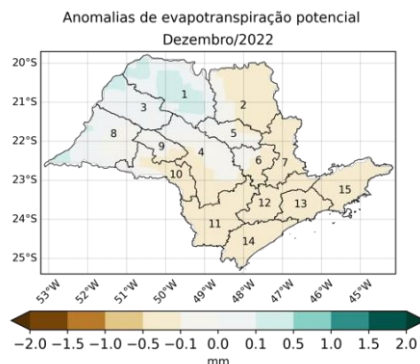 Anomalias de evapotranspiração potencial
Dezembro/2022
20°S
21°S
22°S
23°S
24°S
25°S
1
2
3
4
5
6
7
8
9
10
11
12
13
14
15
53°W 52°W 51°W 50°W 49°W 48°W 47°W 46°W 45°W
−2.0 −1.5 −1.0 −0.5 −0.1 0.0 0.1 0.5 1.0 1.5 2.0
mm